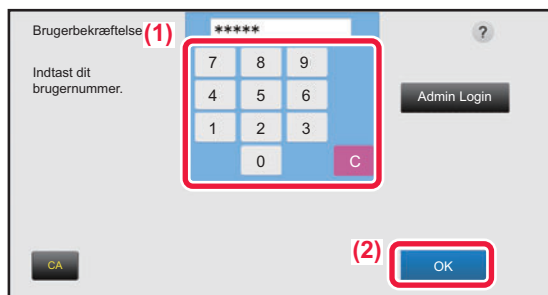 Brugerbekræftelse
(1)
*****
?
Indtast dit
brugernummer.
7 8 9
4 5 6
Admin Login
1 2 3
0 C
(2)
CA
OK